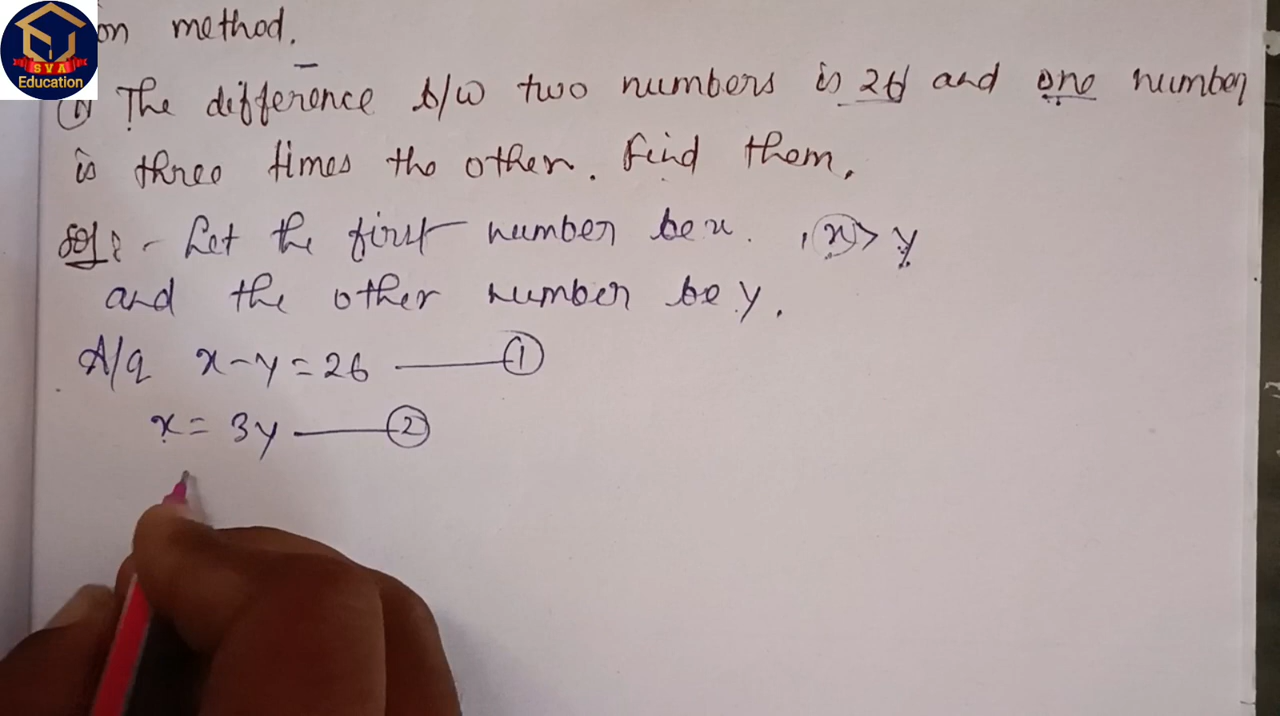 on method.
SVA
Education
(i) The difference b/w two numbers is 26 and one number
is three times the other. Find them.
Sol:- Let the first number be x. , x > y
and the other number be y.
A/q x-y=26 —— ①
x = 3y —— ②